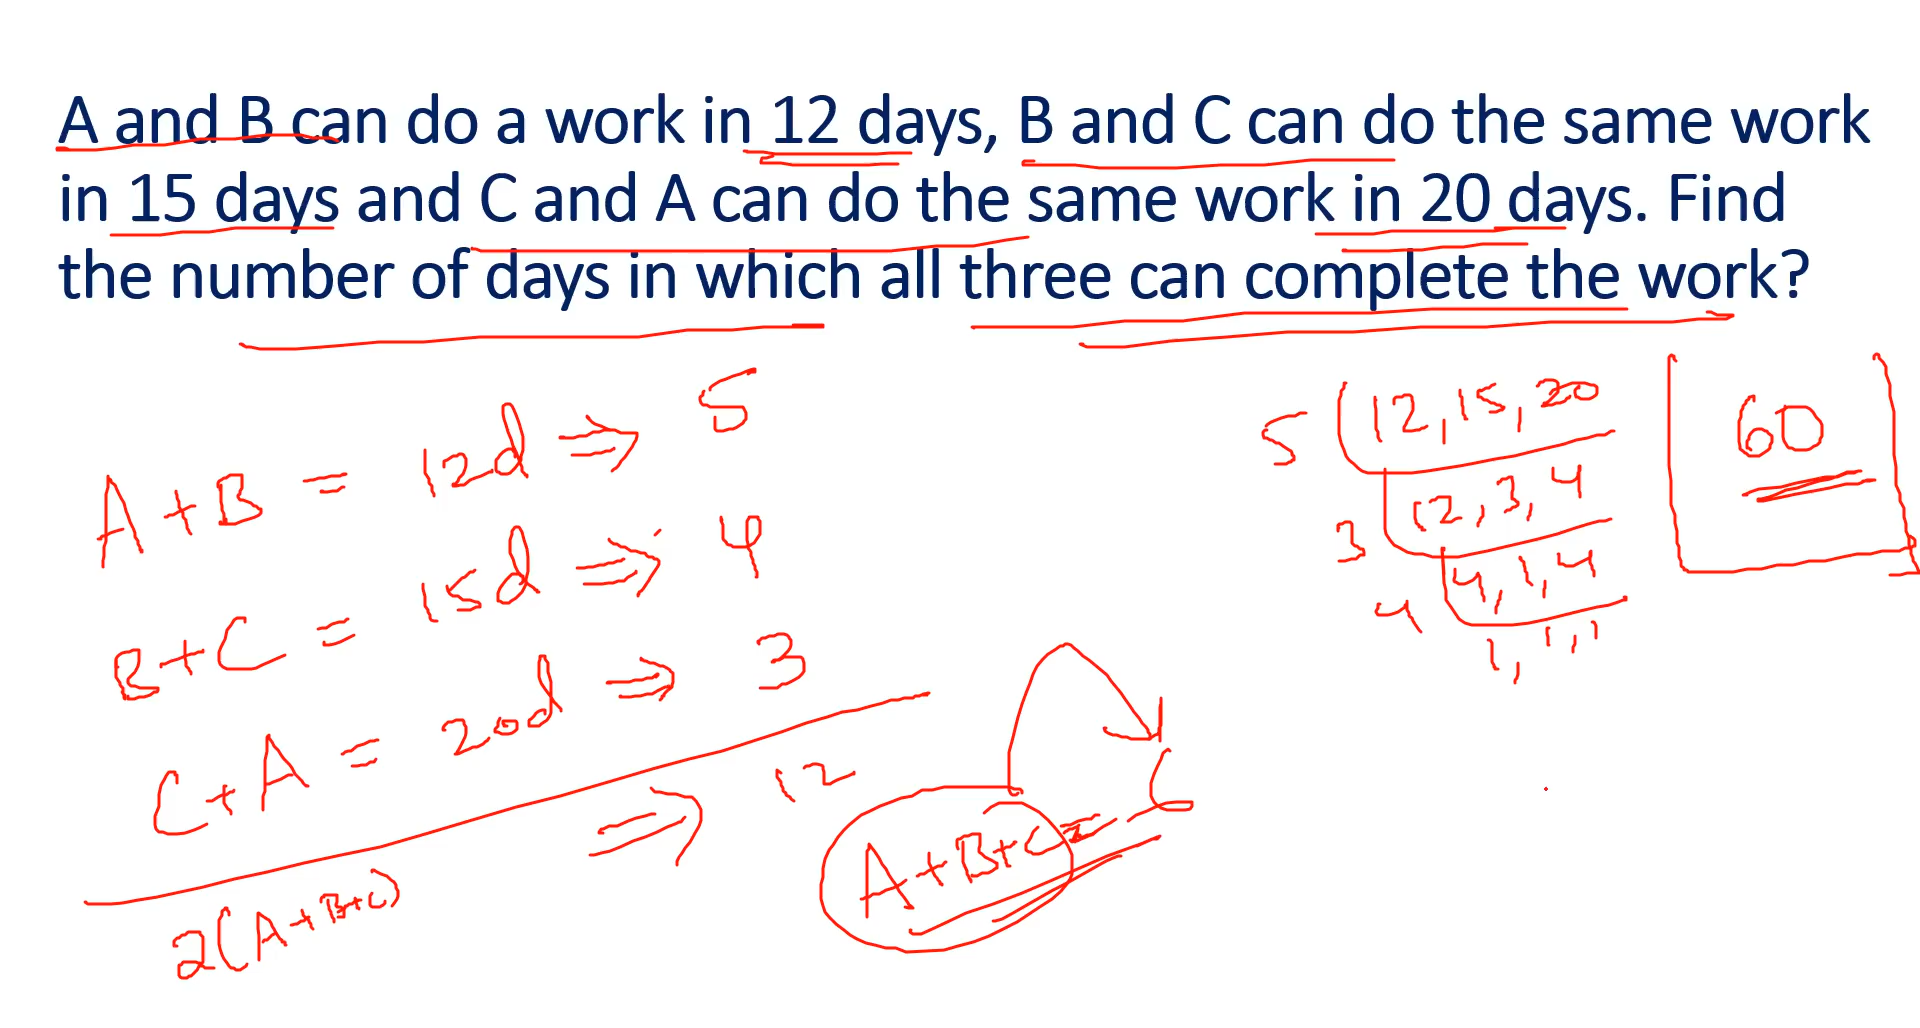 A and B can do a work in 12 days, B and C can do the same work
in 15 days and C and A can do the same work in 20 days. Find
the number of days in which all three can complete the work?
A+B = 12d ⇒ 5
B+C = 15d ⇒ 4
C+A = 20d ⇒ 3
2(A+B+C) ⇒ 12
A+B+C = 6
5 12, 15, 20
3 12, 3, 4
4 4, 1, 4
1, 1, 1
60